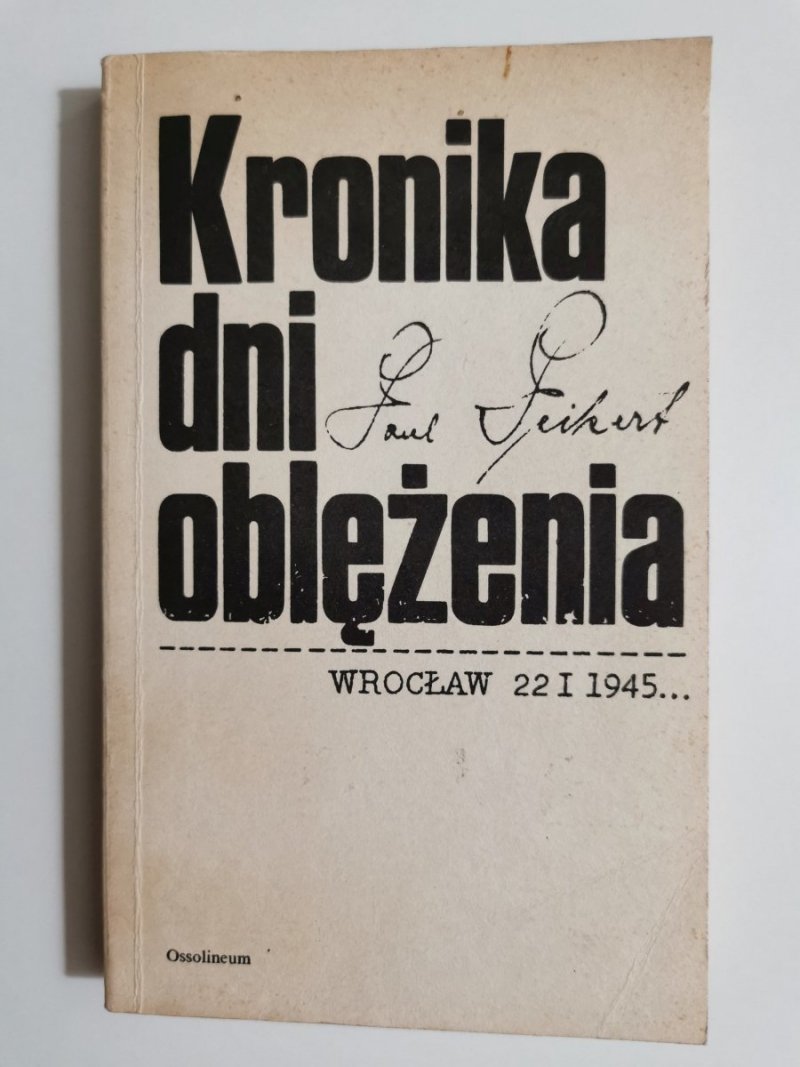 Kronika
dni
Paul Peikert
oblężenia
WROCŁAW 22 I 1945...
Ossolineum